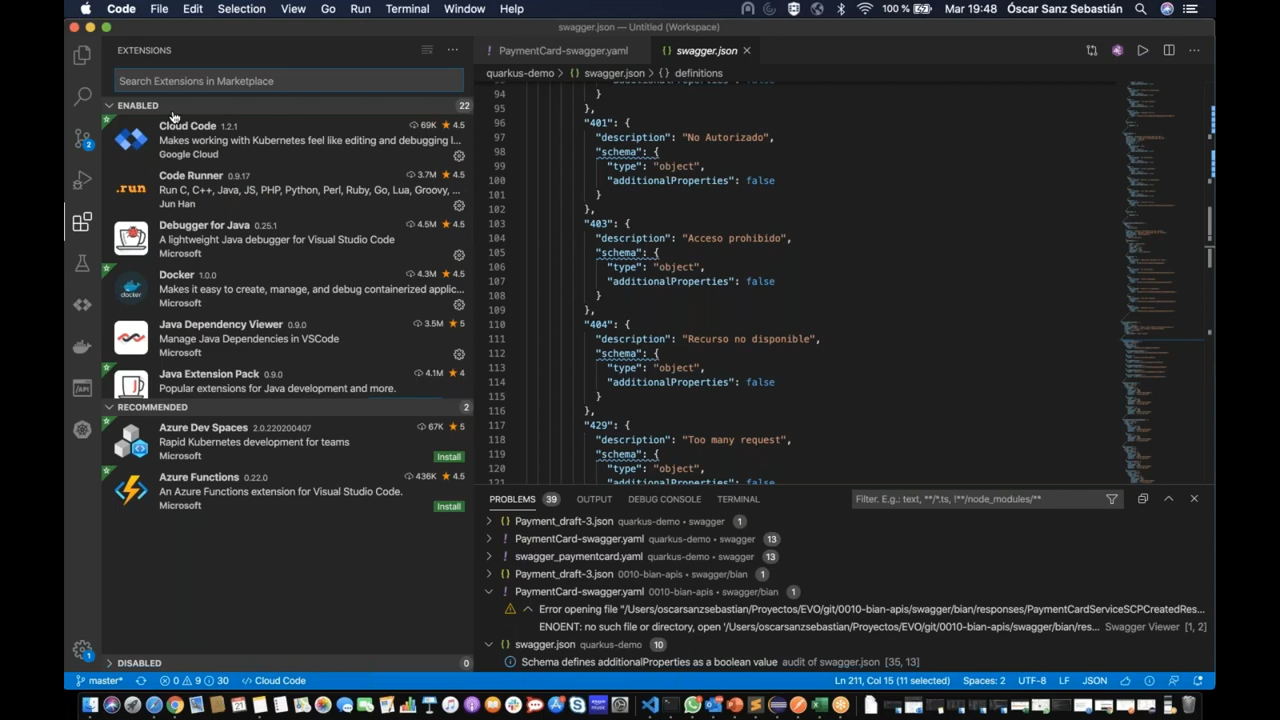 Code File Edit Selection View Go Run Terminal Window Help 100 % Mar 19:48 Óscar Sanz Sebastián
swagger.json — Untitled (Workspace)
EXTENSIONS
Search Extensions in Marketplace
ENABLED 22
Cloud Code 1.2.1 69K 4.5
Makes working with Kubernetes feel like editing and debugging l...
Google Cloud
Code Runner 0.9.17 3.7M 4.5
Run C, C++, Java, JS, PHP, Python, Perl, Ruby, Go, Lua, Groovy, ...
Jun Han
.run
Debugger for Java 0.25.1 4.5M 4.5
A lightweight Java debugger for Visual Studio Code
Microsoft
Docker 1.0.0 4.3M 4.5
Makes it easy to create, manage, and debug containerized a...
Microsoft
docker
Java Dependency Viewer 0.9.0 3.5M 5
Manage Java Dependencies in VSCode
Microsoft
Java Extension Pack 0.9.0 4.1M 4
Popular extensions for Java development and more.
RECOMMENDED 2
Azure Dev Spaces 2.0.220200407 67K 5
Rapid Kubernetes development for teams
Microsoft Install
Azure Functions 0.22.0 436K 4.5
An Azure Functions extension for Visual Studio Code.
Microsoft Install
DISABLED 0
PaymentCard-swagger.yaml swagger.json
quarkus-demo > swagger.json > definitions
94 }
95 },
96 "401": {
97 "description": "No Autorizado",
98 "schema": {
99 "type": "object",
100 "additionalProperties": false
101 }
102 },
103 "403": {
104 "description": "Acceso prohibido",
105 "schema": {
106 "type": "object",
107 "additionalProperties": false
108 }
109 },
110 "404": {
111 "description": "Recurso no disponible",
112 "schema": {
113 "type": "object",
114 "additionalProperties": false
115 }
116 },
117 "429": {
118 "description": "Too many request",
119 "schema": {
120 "type": "object",
121 "additionalProperties": false
PROBLEMS 39 OUTPUT DEBUG CONSOLE TERMINAL Filter. E.g.: text, **/*.ts, !**/node_modules/**
Payment_draft-3.json quarkus-demo • swagger 1
PaymentCard-swagger.yaml quarkus-demo • swagger 13
swagger_paymentcard.yaml quarkus-demo • swagger 13
Payment_draft-3.json 0010-bian-apis • swagger/bian 1
PaymentCard-swagger.yaml 0010-bian-apis • swagger/bian 1
Error opening file "/Users/oscarsanzsebastian/Proyectos/EVO/git/0010-bian-apis/swagger/bian/responses/PaymentCardServiceSCPCreatedRes...
ENOENT: no such file or directory, open '/Users/oscarsanzsebastian/Proyectos/EVO/git/0010-bian-apis/swagger/bian/res... Swagger Viewer [1, 2]
swagger.json quarkus-demo 10
Schema defines additionalProperties as a boolean value audit of swagger.json [35, 13]
master* 0 9 30 Cloud Code Ln 211, Col 15 (11 selected) Spaces: 2 UTF-8 LF JSON